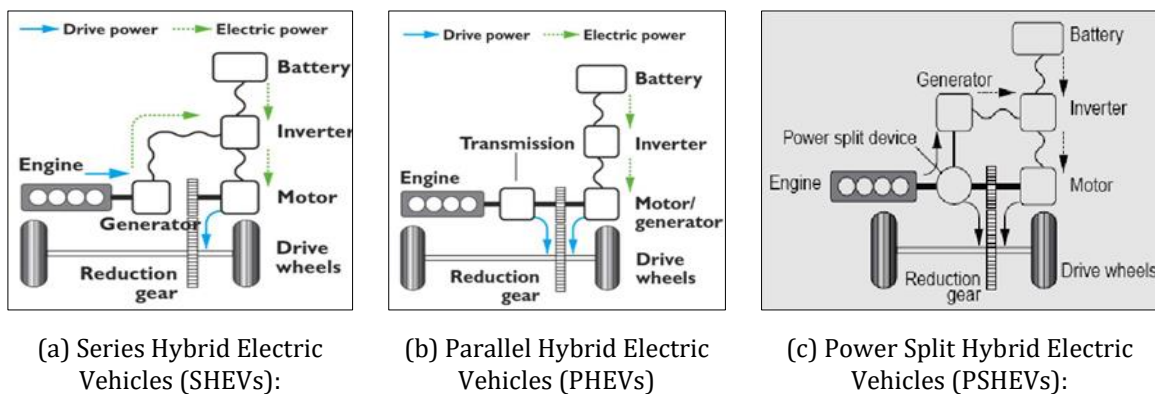 Drive power
Electric power
Battery
Inverter
Engine
Motor
Generator
Drive
wheels
Reduction
gear
(a) Series Hybrid Electric
Vehicles (SHEVs):
Drive power
Electric power
Battery
Transmission
Inverter
Engine
Motor/
generator
Drive
wheels
Reduction
gear
(b) Parallel Hybrid Electric
Vehicles (PHEVs)
Battery
Generator
Inverter
Power split device
Engine
Motor
Drive wheels
Reduction
gear
(c) Power Split Hybrid Electric
Vehicles (PSHEVs):